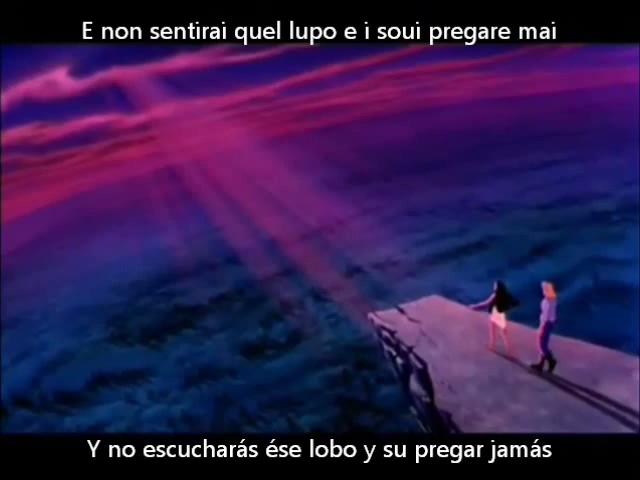 E non sentirai quel lupo e i soui pregare mai
Y no escucharás ése lobo y su pregar jamás